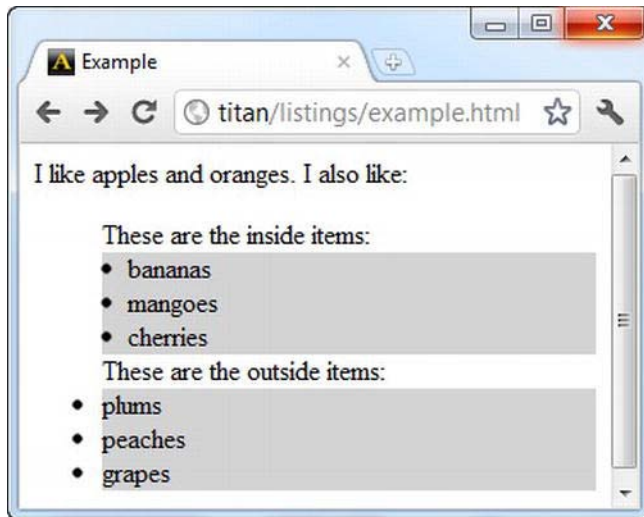 Example
titan/listings/example.html
I like apples and oranges. I also like:
These are the inside items:
• bananas
• mangoes
• cherries
These are the outside items:
• plums
• peaches
• grapes